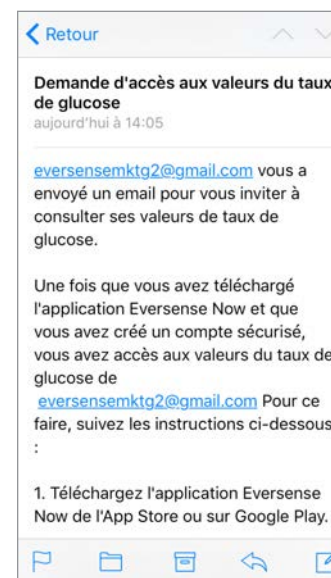 Retour
Demande d'accès aux valeurs du taux
de glucose
aujourd'hui à 14:05
eversensemktg2@gmail.com vous a
envoyé un email pour vous inviter à
consulter ses valeurs de taux de
glucose.
Une fois que vous avez téléchargé
l'application Eversense Now et que
vous avez créé un compte sécurisé,
vous avez accès aux valeurs du taux de
glucose de
eversensemktg2@gmail.com Pour ce
faire, suivez les instructions ci-dessous
:
1. Téléchargez l'application Eversense
Now de l'App Store ou sur Google Play.